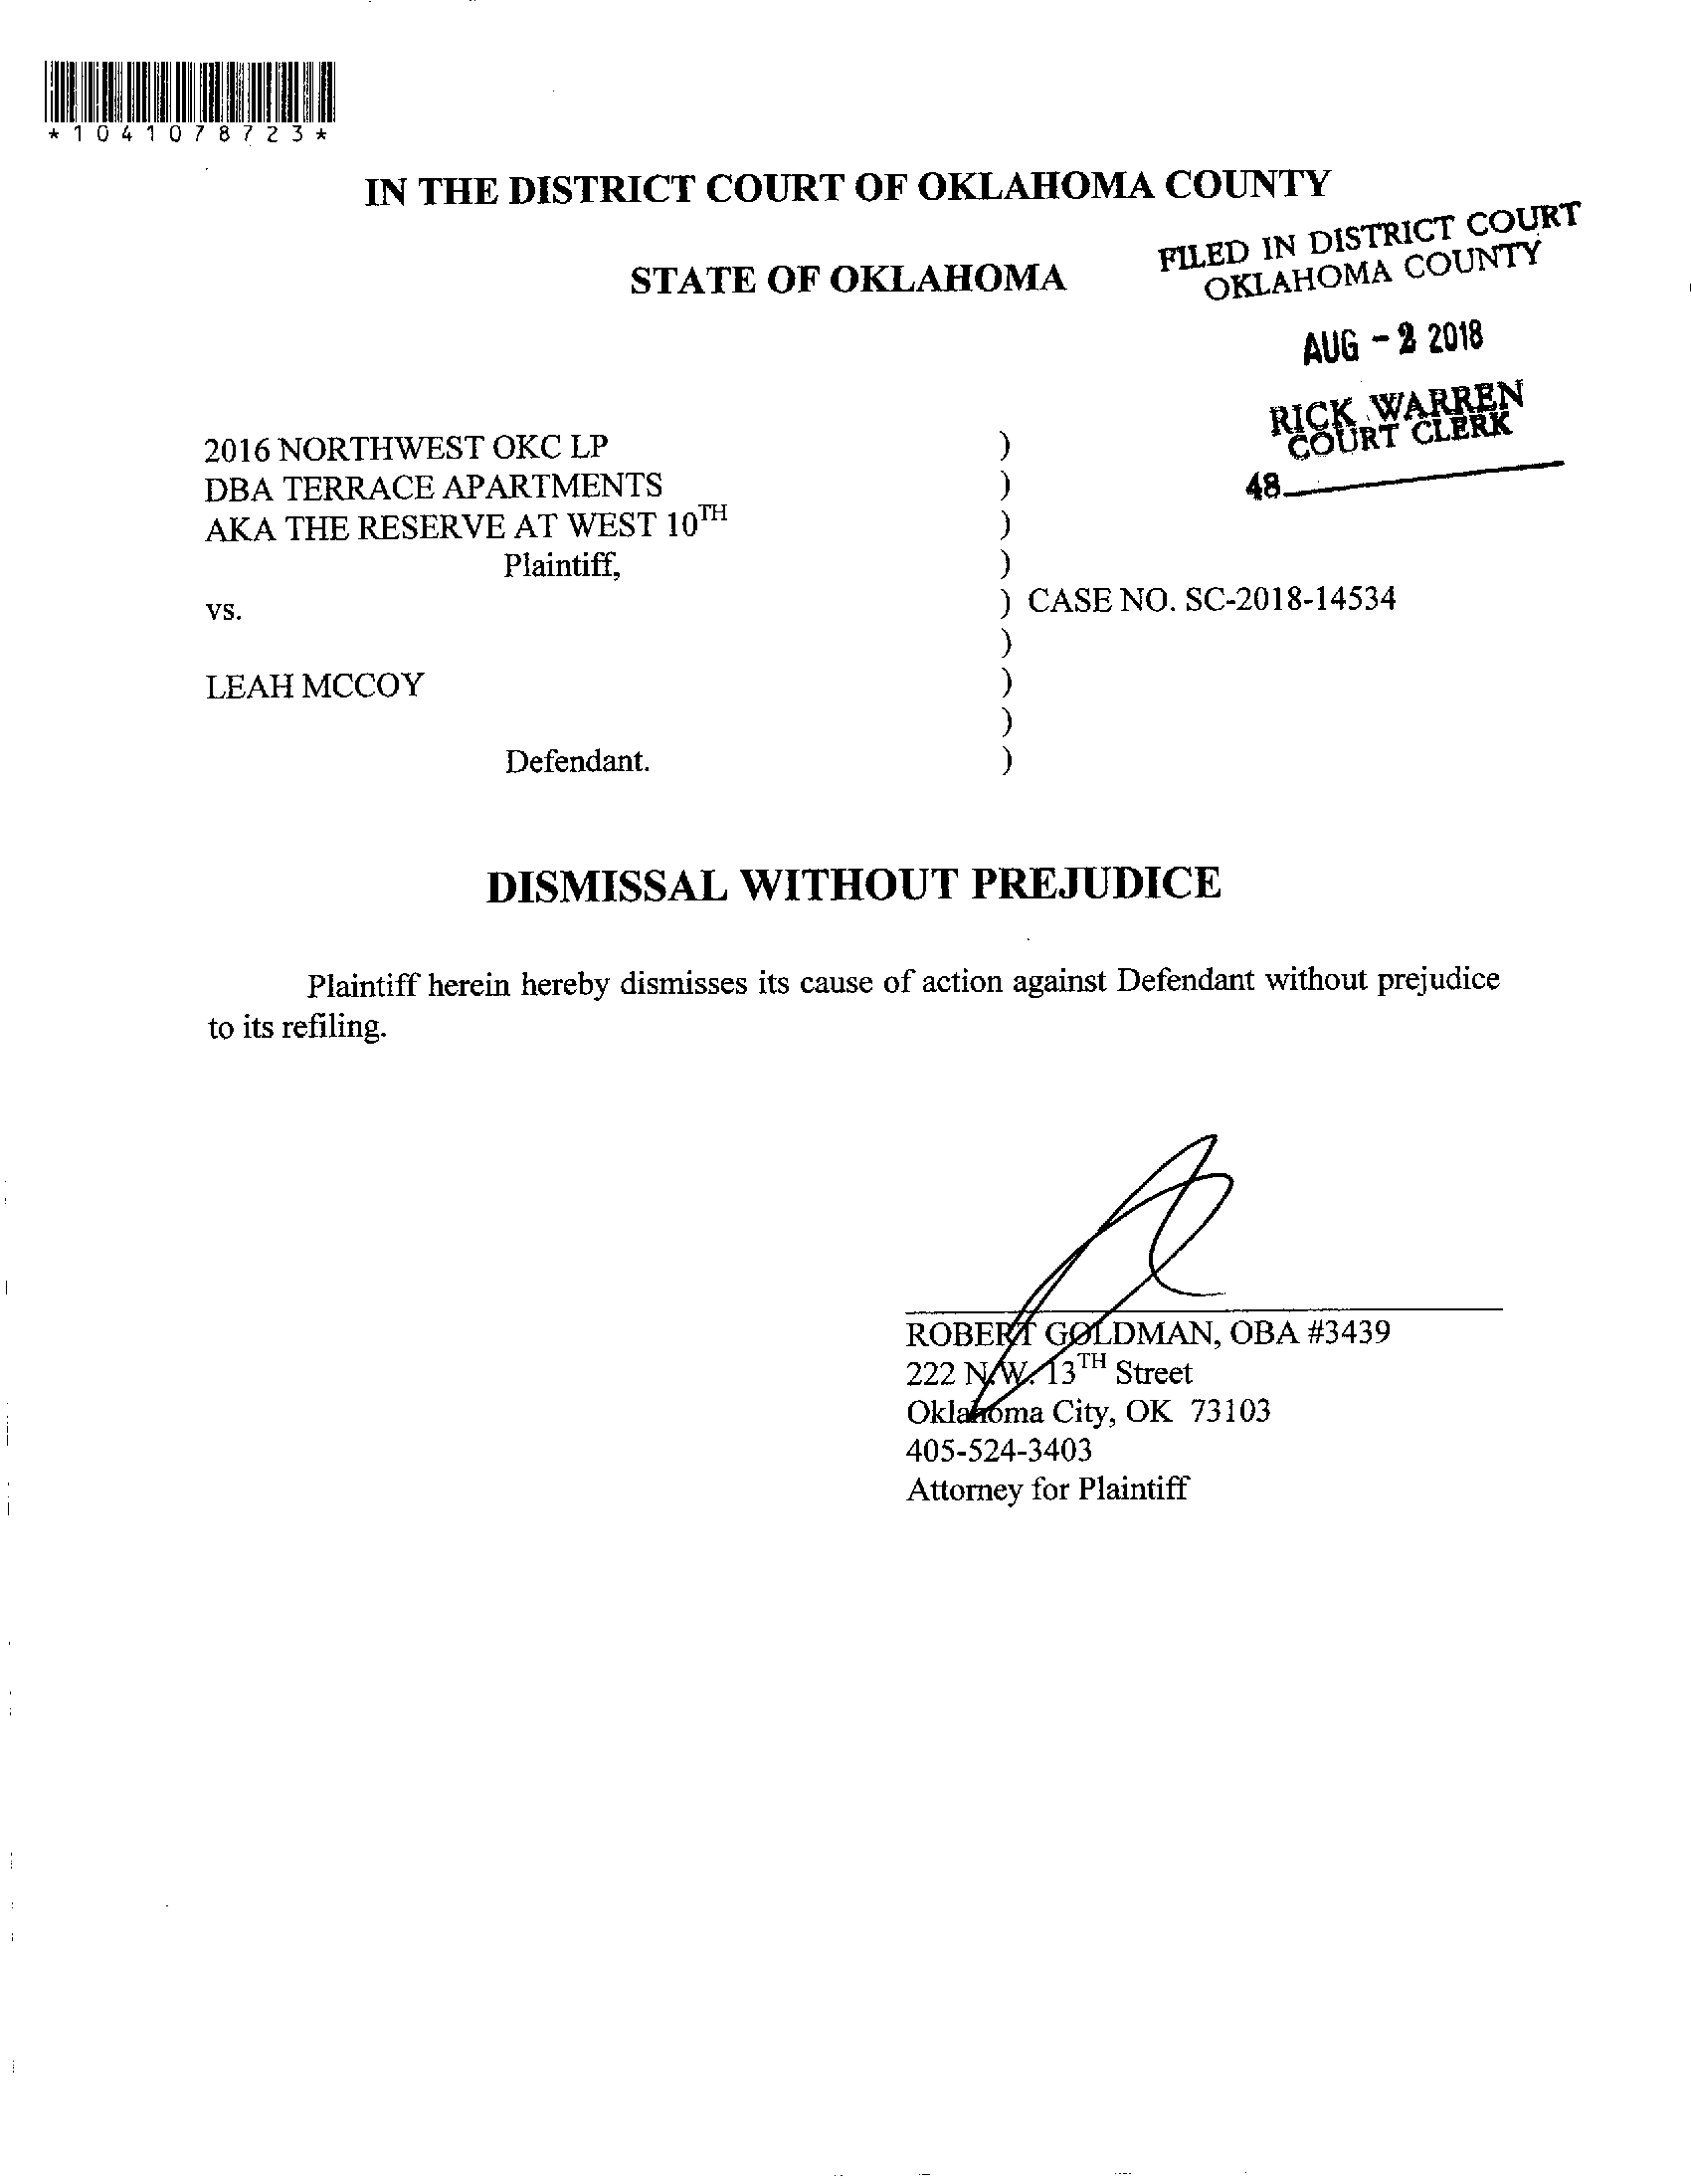 *1041078723*
IN THE DISTRICT COURT OF OKLAHOMA COUNTY
STATE OF OKLAHOMA
FILED IN DISTRICT COURT
OKLAHOMA COUNTY
AUG - 2 2018
RICK WARREN
COURT CLERK
48
2016 NORTHWEST OKC LP )
DBA TERRACE APARTMENTS )
AKA THE RESERVE AT WEST 10TH )
Plaintiff, )
vs. ) CASE NO. SC-2018-14534
)
LEAH MCCOY )
)
Defendant. )
DISMISSAL WITHOUT PREJUDICE
Plaintiff herein hereby dismisses its cause of action against Defendant without prejudice
to its refiling.
ROBERT GOLDMAN, OBA #3439
222 N.W. 13TH Street
Oklahoma City, OK 73103
405-524-3403
Attorney for Plaintiff